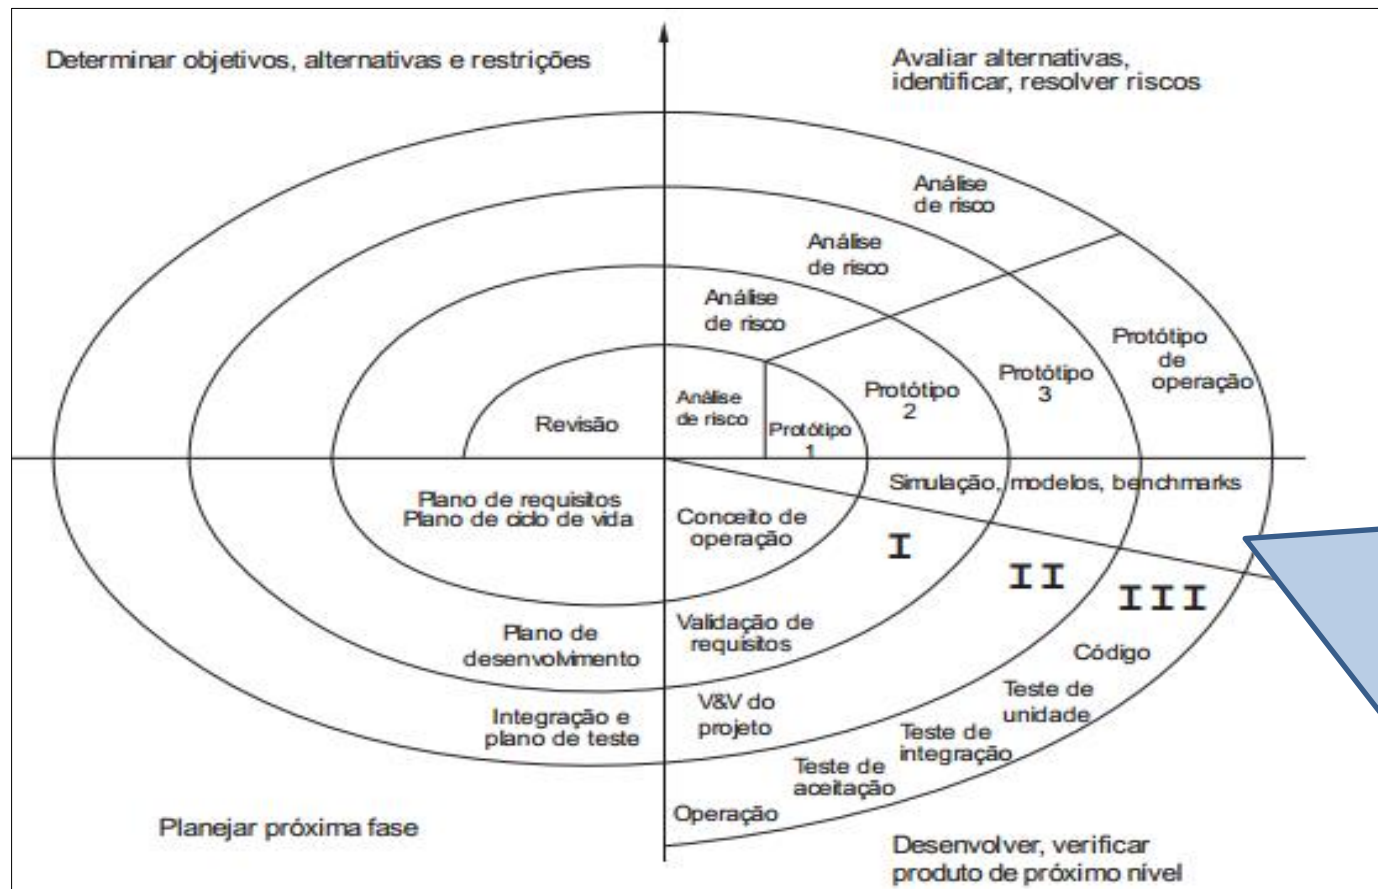 Determinar objetivos, alternativas e restrições
Avaliar alternativas,
identificar, resolver riscos
Análise
de risco
Análise
de risco
Análise
de risco
Protótipo
de
operação
Protótipo
3
Protótipo
2
Análise
de risco
Protótipo
1
Revisão
Simulação, modelos, benchmarks
Plano de requisitos
Plano de ciclo de vida
Conceito de
operação
I
II
III
Validação de
requisitos
Plano de
desenvolvimento
Código
Teste de
unidade
V&V do
projeto
Integração e
plano de teste
Teste de
integração
Teste de
aceitação
Operação
Planejar próxima fase
Desenvolver, verificar
produto de próximo nível